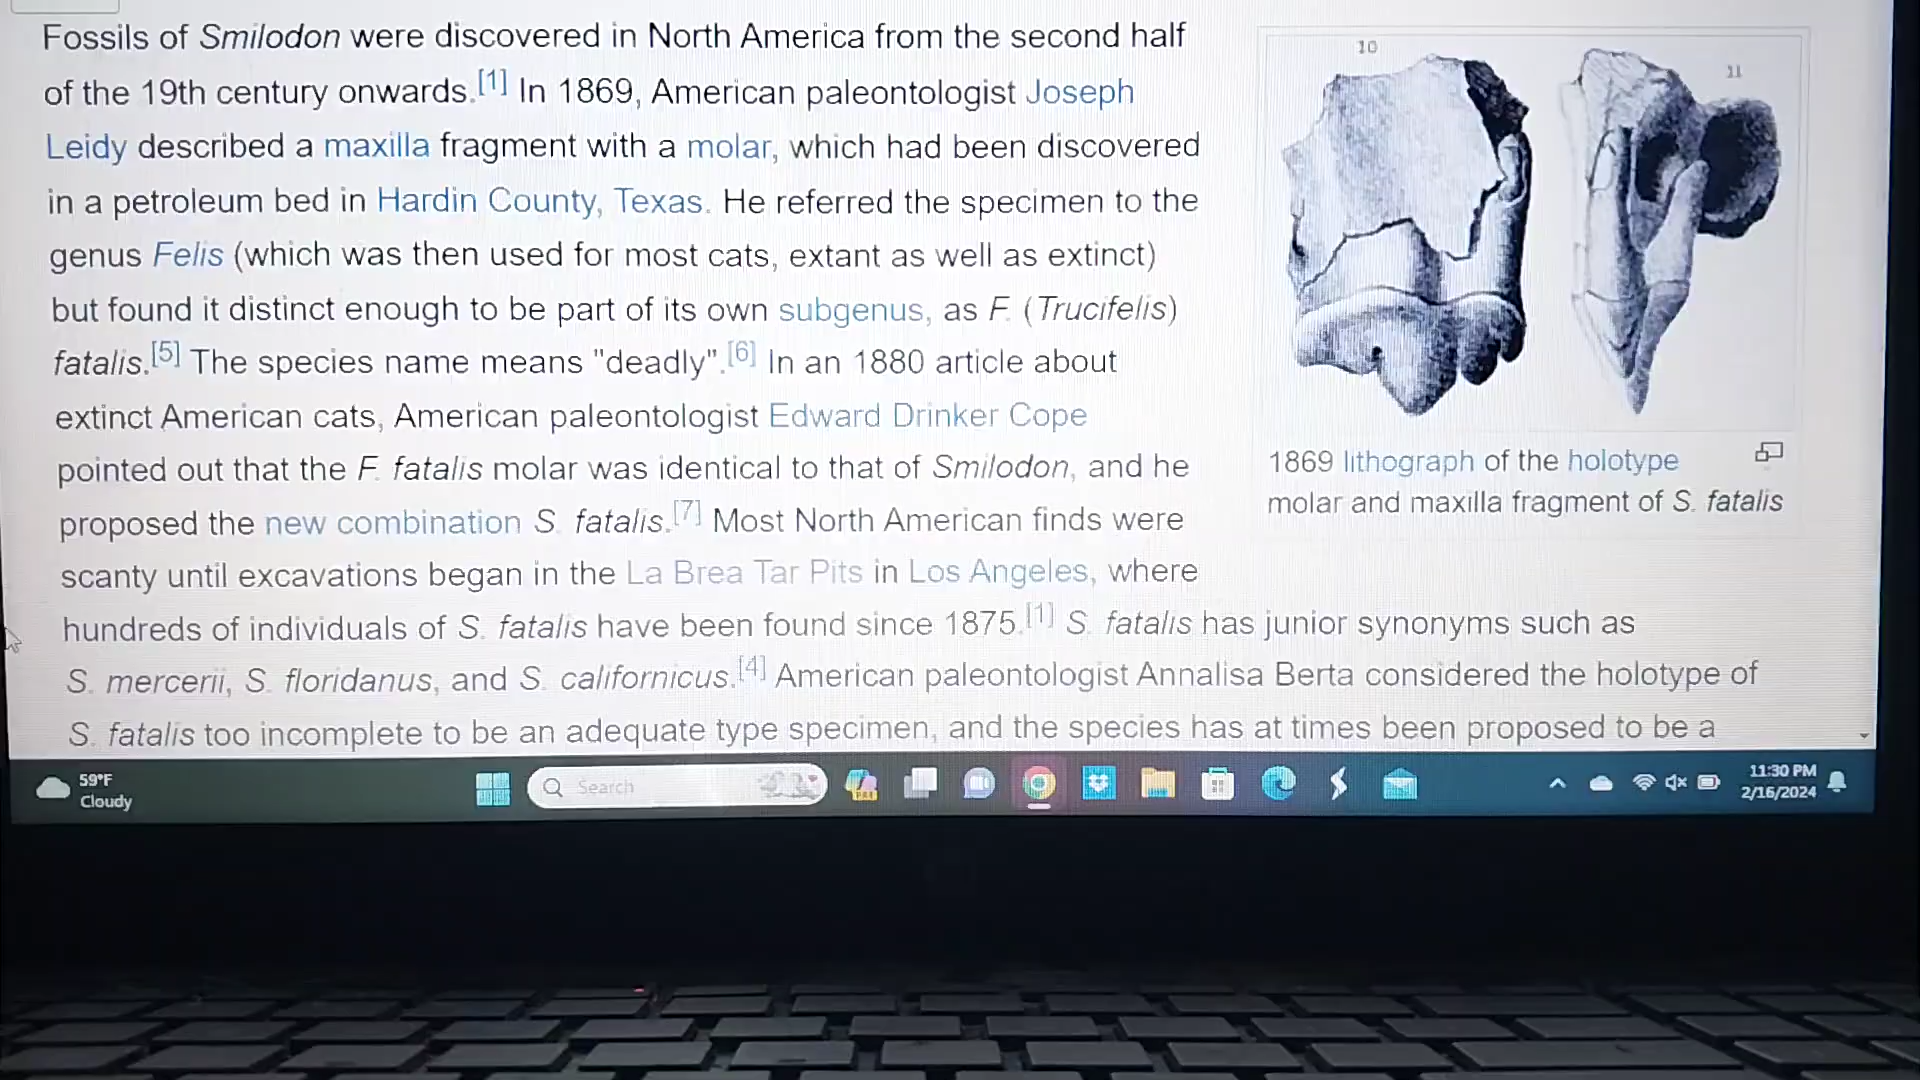 Fossils of Smilodon were discovered in North America from the second half
of the 19th century onwards.[1] In 1869, American paleontologist Joseph
Leidy described a maxilla fragment with a molar, which had been discovered
in a petroleum bed in Hardin County, Texas. He referred the specimen to the
genus Felis (which was then used for most cats, extant as well as extinct)
but found it distinct enough to be part of its own subgenus, as F. (Trucifelis)
fatalis.[5] The species name means "deadly".[6] In an 1880 article about
extinct American cats, American paleontologist Edward Drinker Cope
pointed out that the F. fatalis molar was identical to that of Smilodon, and he
proposed the new combination S. fatalis.[7] Most North American finds were
scanty until excavations began in the La Brea Tar Pits in Los Angeles, where
hundreds of individuals of S. fatalis have been found since 1875.[1] S. fatalis has junior synonyms such as
S. mercerii, S. floridanus, and S. californicus.[4] American paleontologist Annalisa Berta considered the holotype of
S. fatalis too incomplete to be an adequate type specimen, and the species has at times been proposed to be a
10
11
1869 lithograph of the holotype
molar and maxilla fragment of S. fatalis
59°F
Cloudy
Search
PRE
11:30 PM
2/16/2024